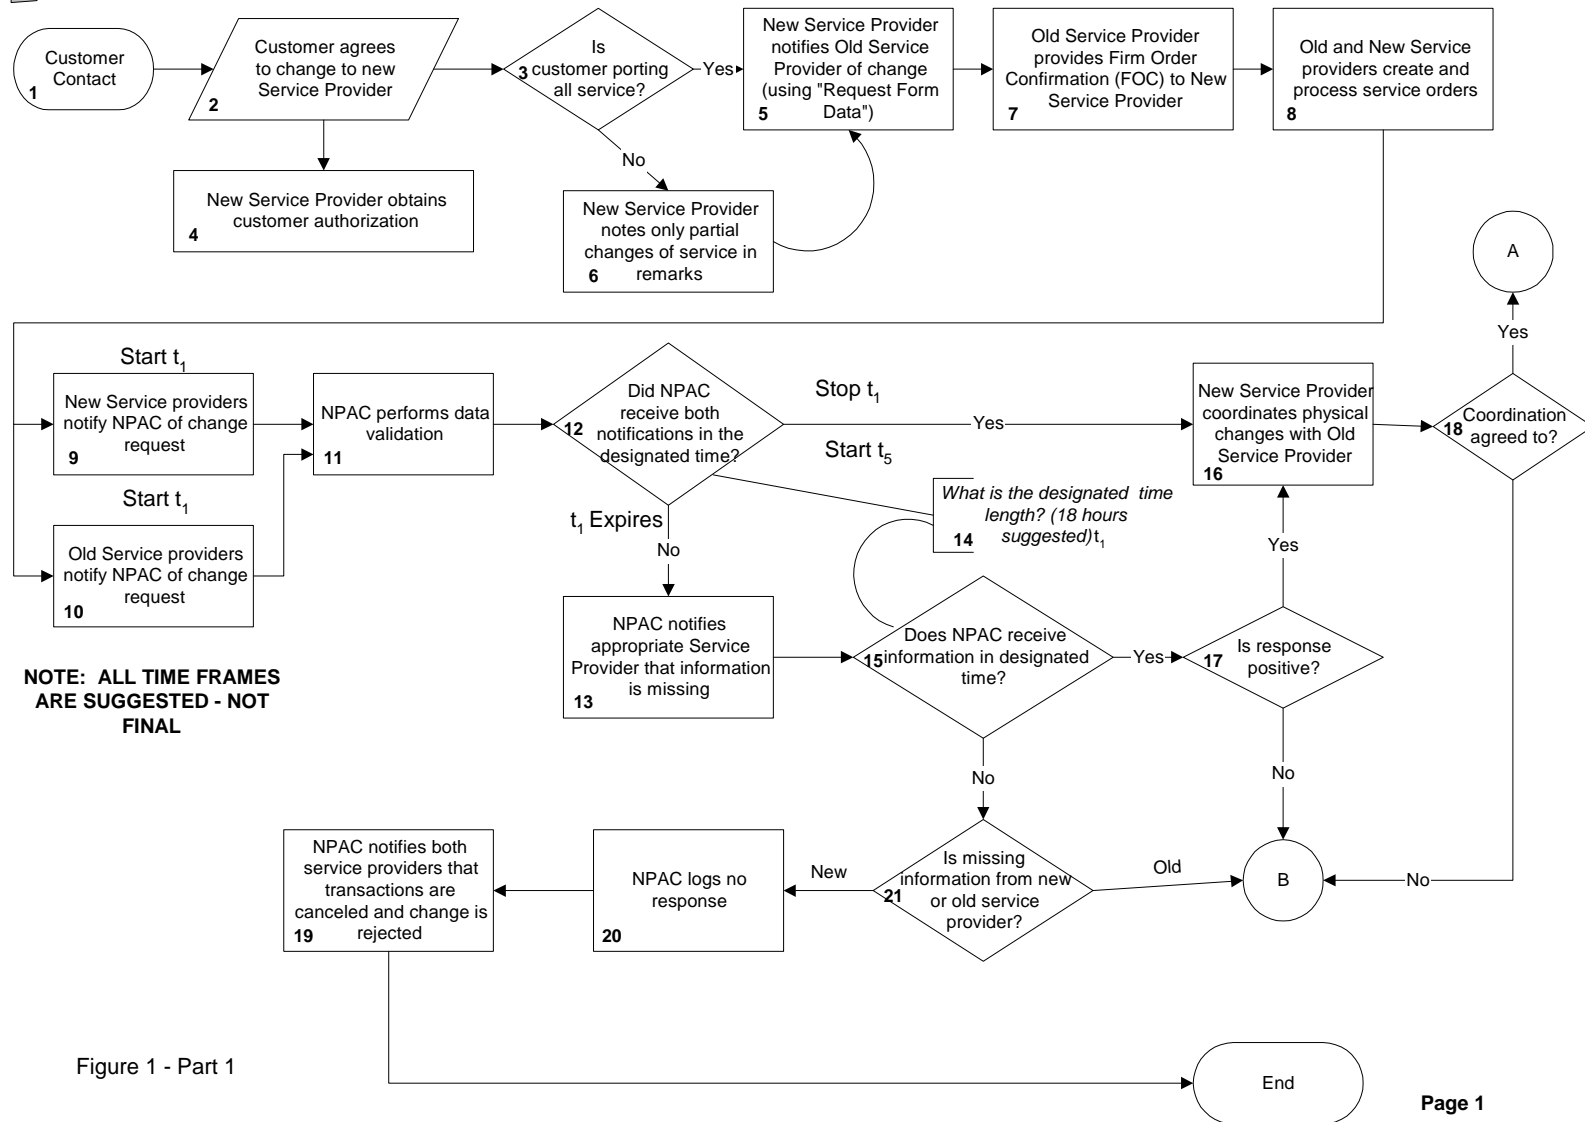 Customer
Contact
1
Customer agrees
to change to new
Service Provider
2
Is
customer porting
all service?
3
Yes
New Service Provider
notifies Old Service
Provider of change
(using "Request Form
Data")
5
Old Service Provider
provides Firm Order
Confirmation (FOC) to New
Service Provider
7
Old and New Service
providers create and
process service orders
8
No
New Service Provider obtains
customer authorization
4
New Service Provider
notes only partial
changes of service in
remarks
6
A
Yes
Start t1
New Service providers
notify NPAC of change
request
9
NPAC performs data
validation
11
Did NPAC
receive both
notifications in the
designated time?
12
Stop t1
Yes
Start t5
New Service Provider
coordinates physical
changes with Old
Service Provider
16
Coordination
agreed to?
18
Start t1
Old Service providers
notify NPAC of change
request
10
t1 Expires
No
What is the designated time
length? (18 hours
suggested)t1
14
Yes
NPAC notifies
appropriate Service
Provider that information
is missing
13
Does NPAC receive
information in designated
time?
15
Yes
Is response
positive?
17
NOTE: ALL TIME FRAMES
ARE SUGGESTED - NOT
FINAL
No
No
NPAC notifies both
service providers that
transactions are
canceled and change is
rejected
19
NPAC logs no
response
20
New
Is missing
information from new
or old service
provider?
21
Old
B
No
Figure 1 - Part 1
End
Page 1